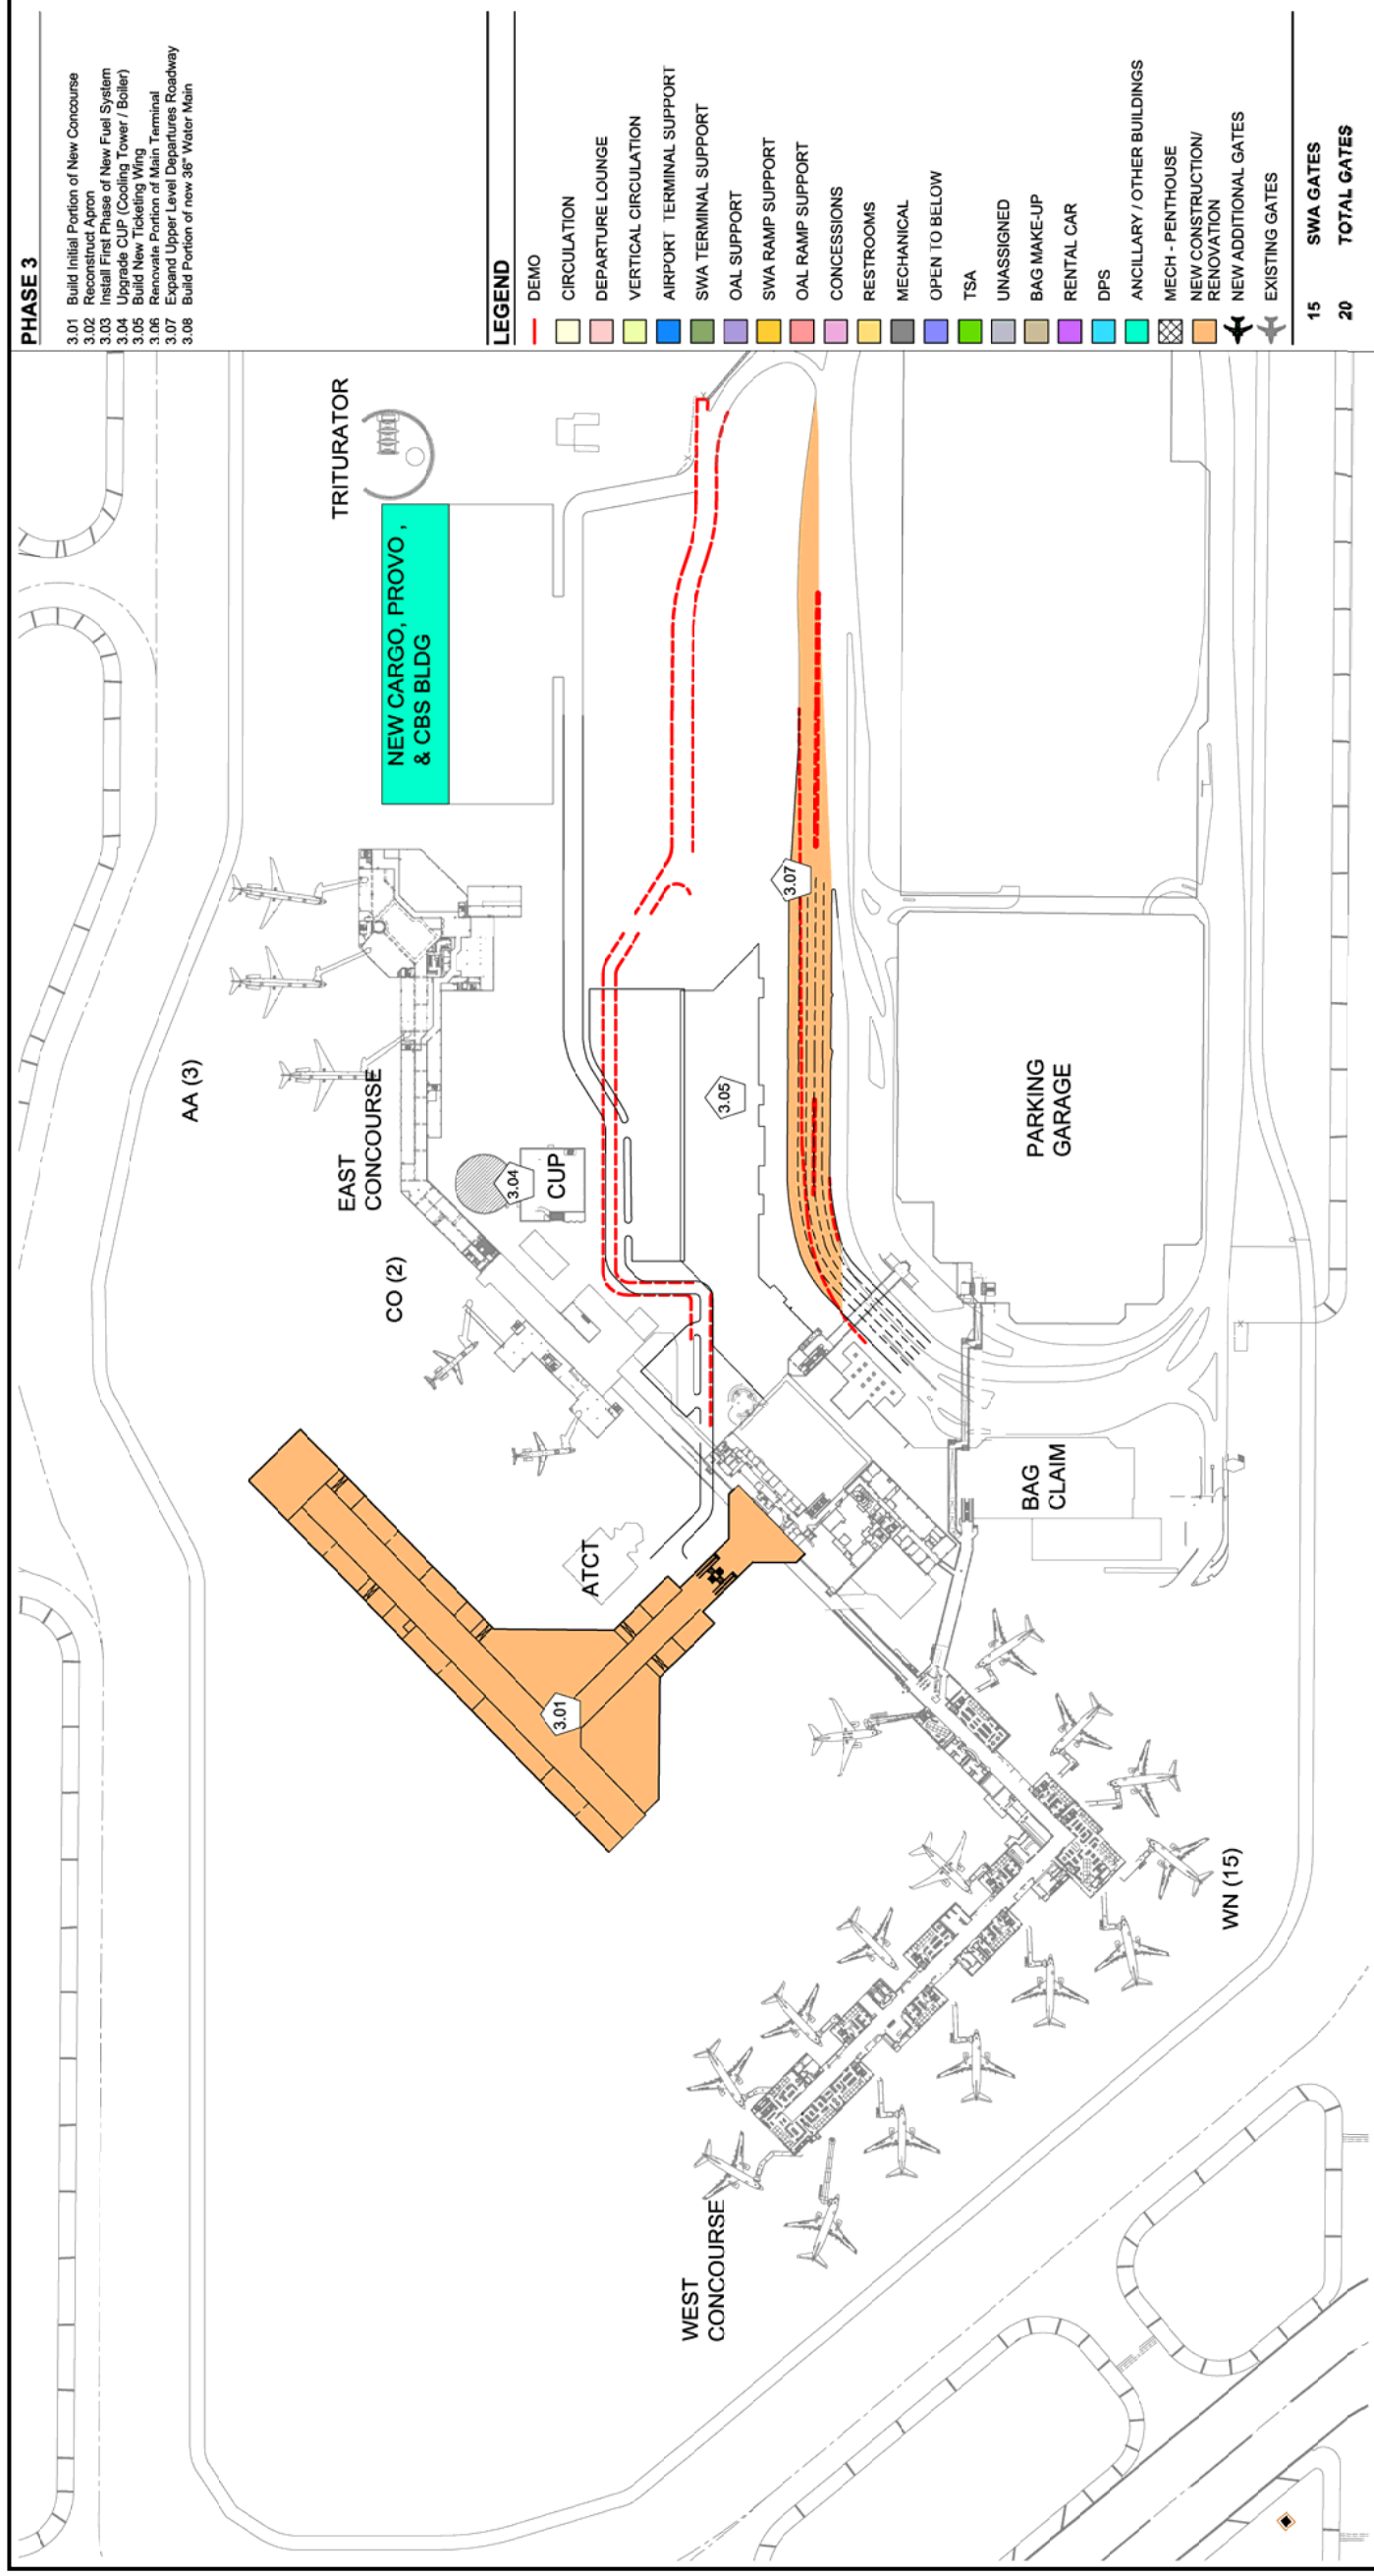 PHASE 3
3.01 Build Initial Portion of New Concourse
3.02 Reconstruct Apron
3.03 Install First Phase of New Fuel System
3.04 Upgrade CUP (Cooling Tower / Boiler)
3.05 Build New Ticketing Wing
3.06 Renovate Portion of Main Terminal
3.07 Expand Upper Level Departures Roadway
3.08 Build Portion of new 36" Water Main
LEGEND
DEMO
CIRCULATION
DEPARTURE LOUNGE
VERTICAL CIRCULATION
AIRPORT TERMINAL SUPPORT
SWA TERMINAL SUPPORT
OAL SUPPORT
SWA RAMP SUPPORT
OAL RAMP SUPPORT
CONCESSIONS
RESTROOMS
MECHANICAL
OPEN TO BELOW
TSA
UNASSIGNED
BAG MAKE-UP
RENTAL CAR
DPS
ANCILLARY / OTHER BUILDINGS
MECH - PENTHOUSE
NEW CONSTRUCTION/
RENOVATION
NEW ADDITIONAL GATES
EXISTING GATES
15 SWA GATES
20 TOTAL GATES
TRITURATOR
NEW CARGO, PROVO ,
& CBS BLDG
AA (3)
EAST
CONCOURSE
CO (2)
3.04
CUP
3.05
3.07
PARKING
GARAGE
ATCT
3.01
BAG
CLAIM
WN (15)
WEST
CONCOURSE